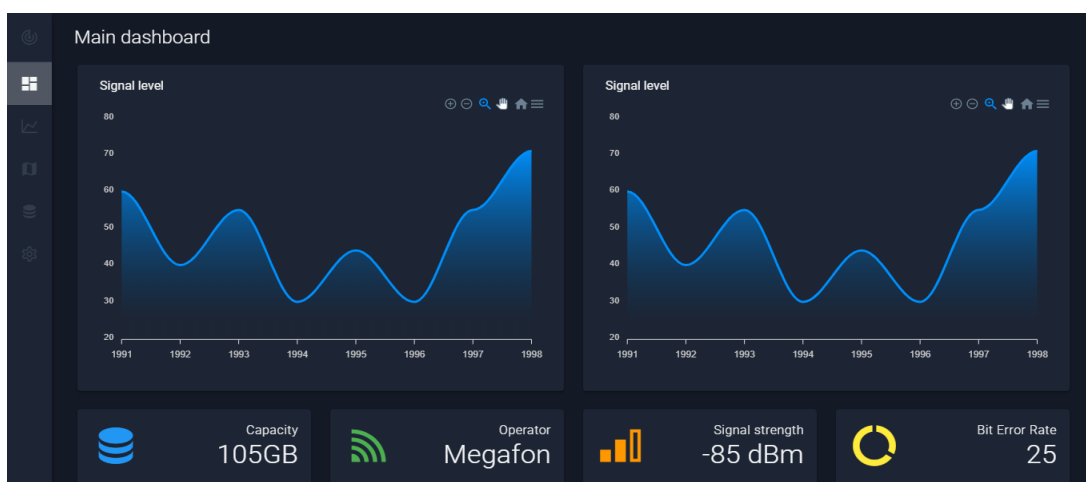 Main dashboard
Signal level
80
70
60
50
40
30
20
1991 1992 1993 1994 1995 1996 1997 1998
Signal level
80
70
60
50
40
30
20
1991 1992 1993 1994 1995 1996 1997 1998
Capacity
105GB
Operator
Megafon
Signal strength
-85 dBm
Bit Error Rate
25